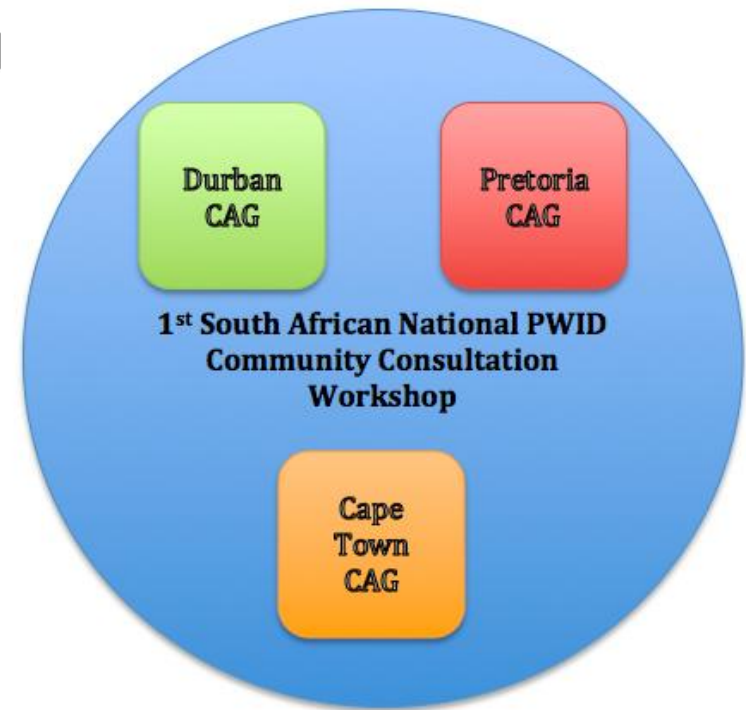 Durban
CAG
Pretoria
CAG
1st South African National PWID
Community Consultation
Workshop
Cape
Town
CAG